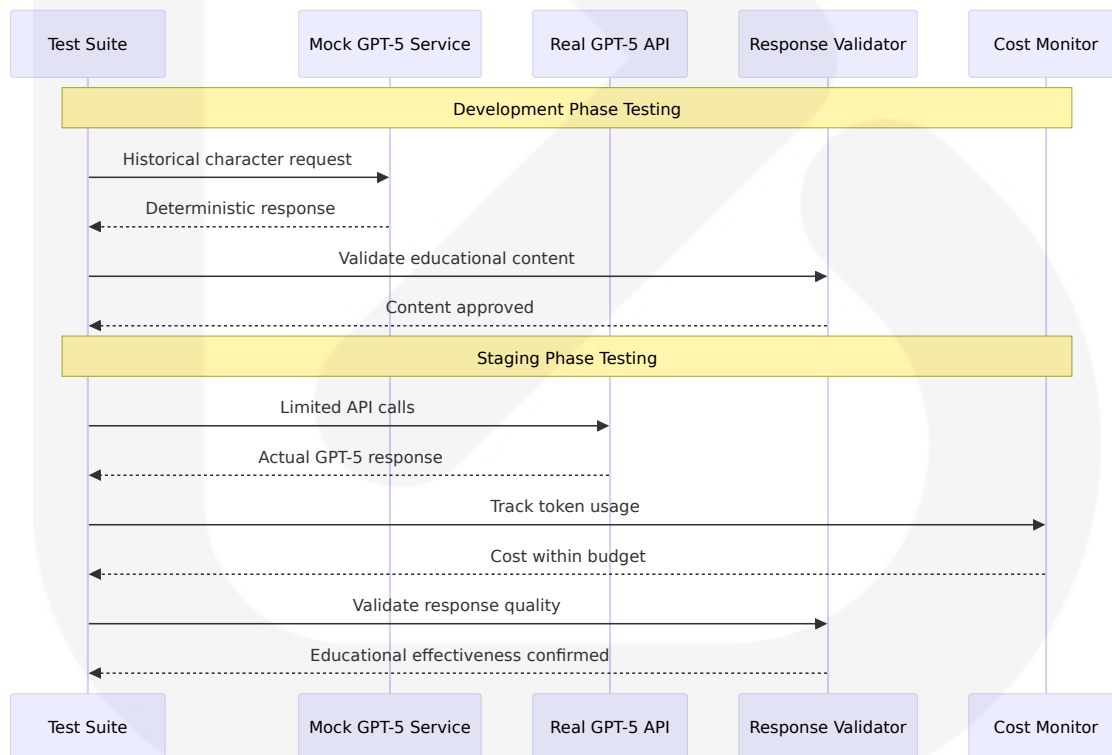 Test Suite
Mock GPT-5 Service
Real GPT-5 API
Response Validator
Cost Monitor
Development Phase Testing
Historical character request
Deterministic response
Validate educational content
Content approved
Staging Phase Testing
Limited API calls
Actual GPT-5 response
Track token usage
Cost within budget
Validate response quality
Educational effectiveness confirmed
Test Suite
Mock GPT-5 Service
Real GPT-5 API
Response Validator
Cost Monitor